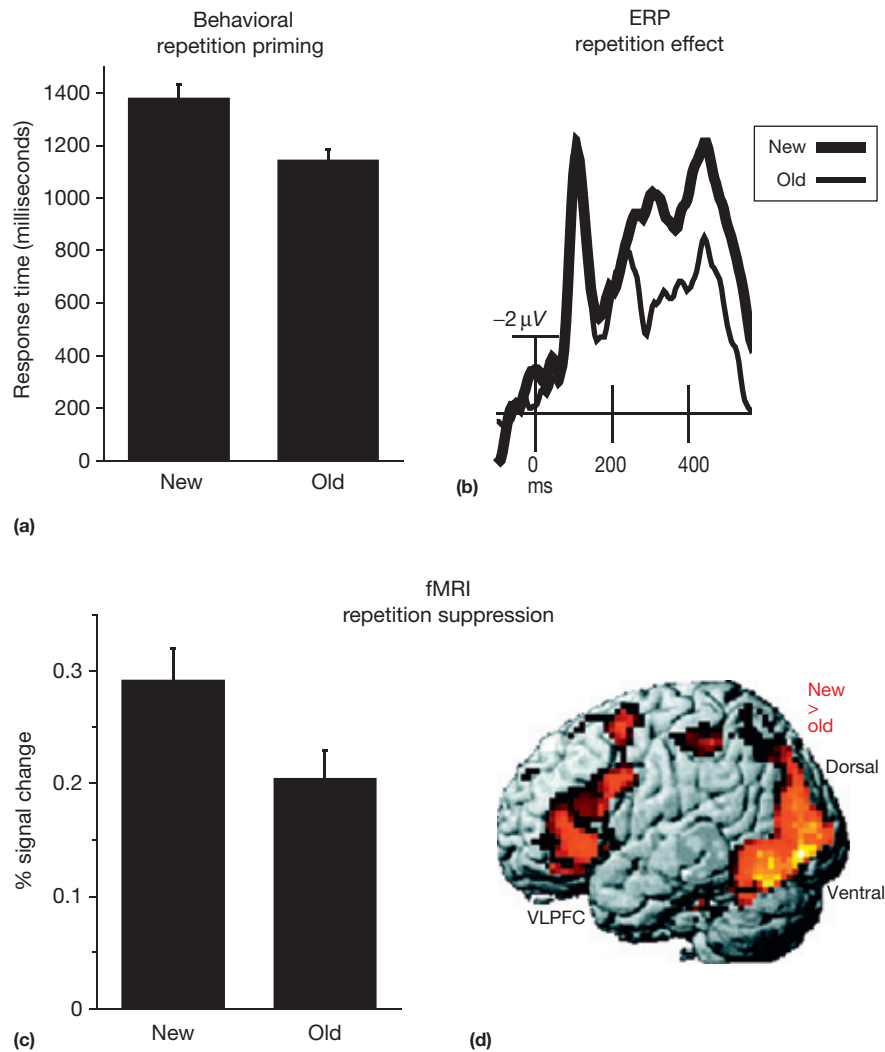 Behavioral
repetition priming
ERP
repetition effect
Response time (milliseconds)
1400
1200
1000
800
600
400
200
0
New
Old
(a)
New
Old
–2 μV
0
200
400
ms
(b)
fMRI
repetition suppression
% signal change
0.3
0.2
0.1
0
New
Old
(c)
New
>
old
Dorsal
Ventral
VLPFC
(d)